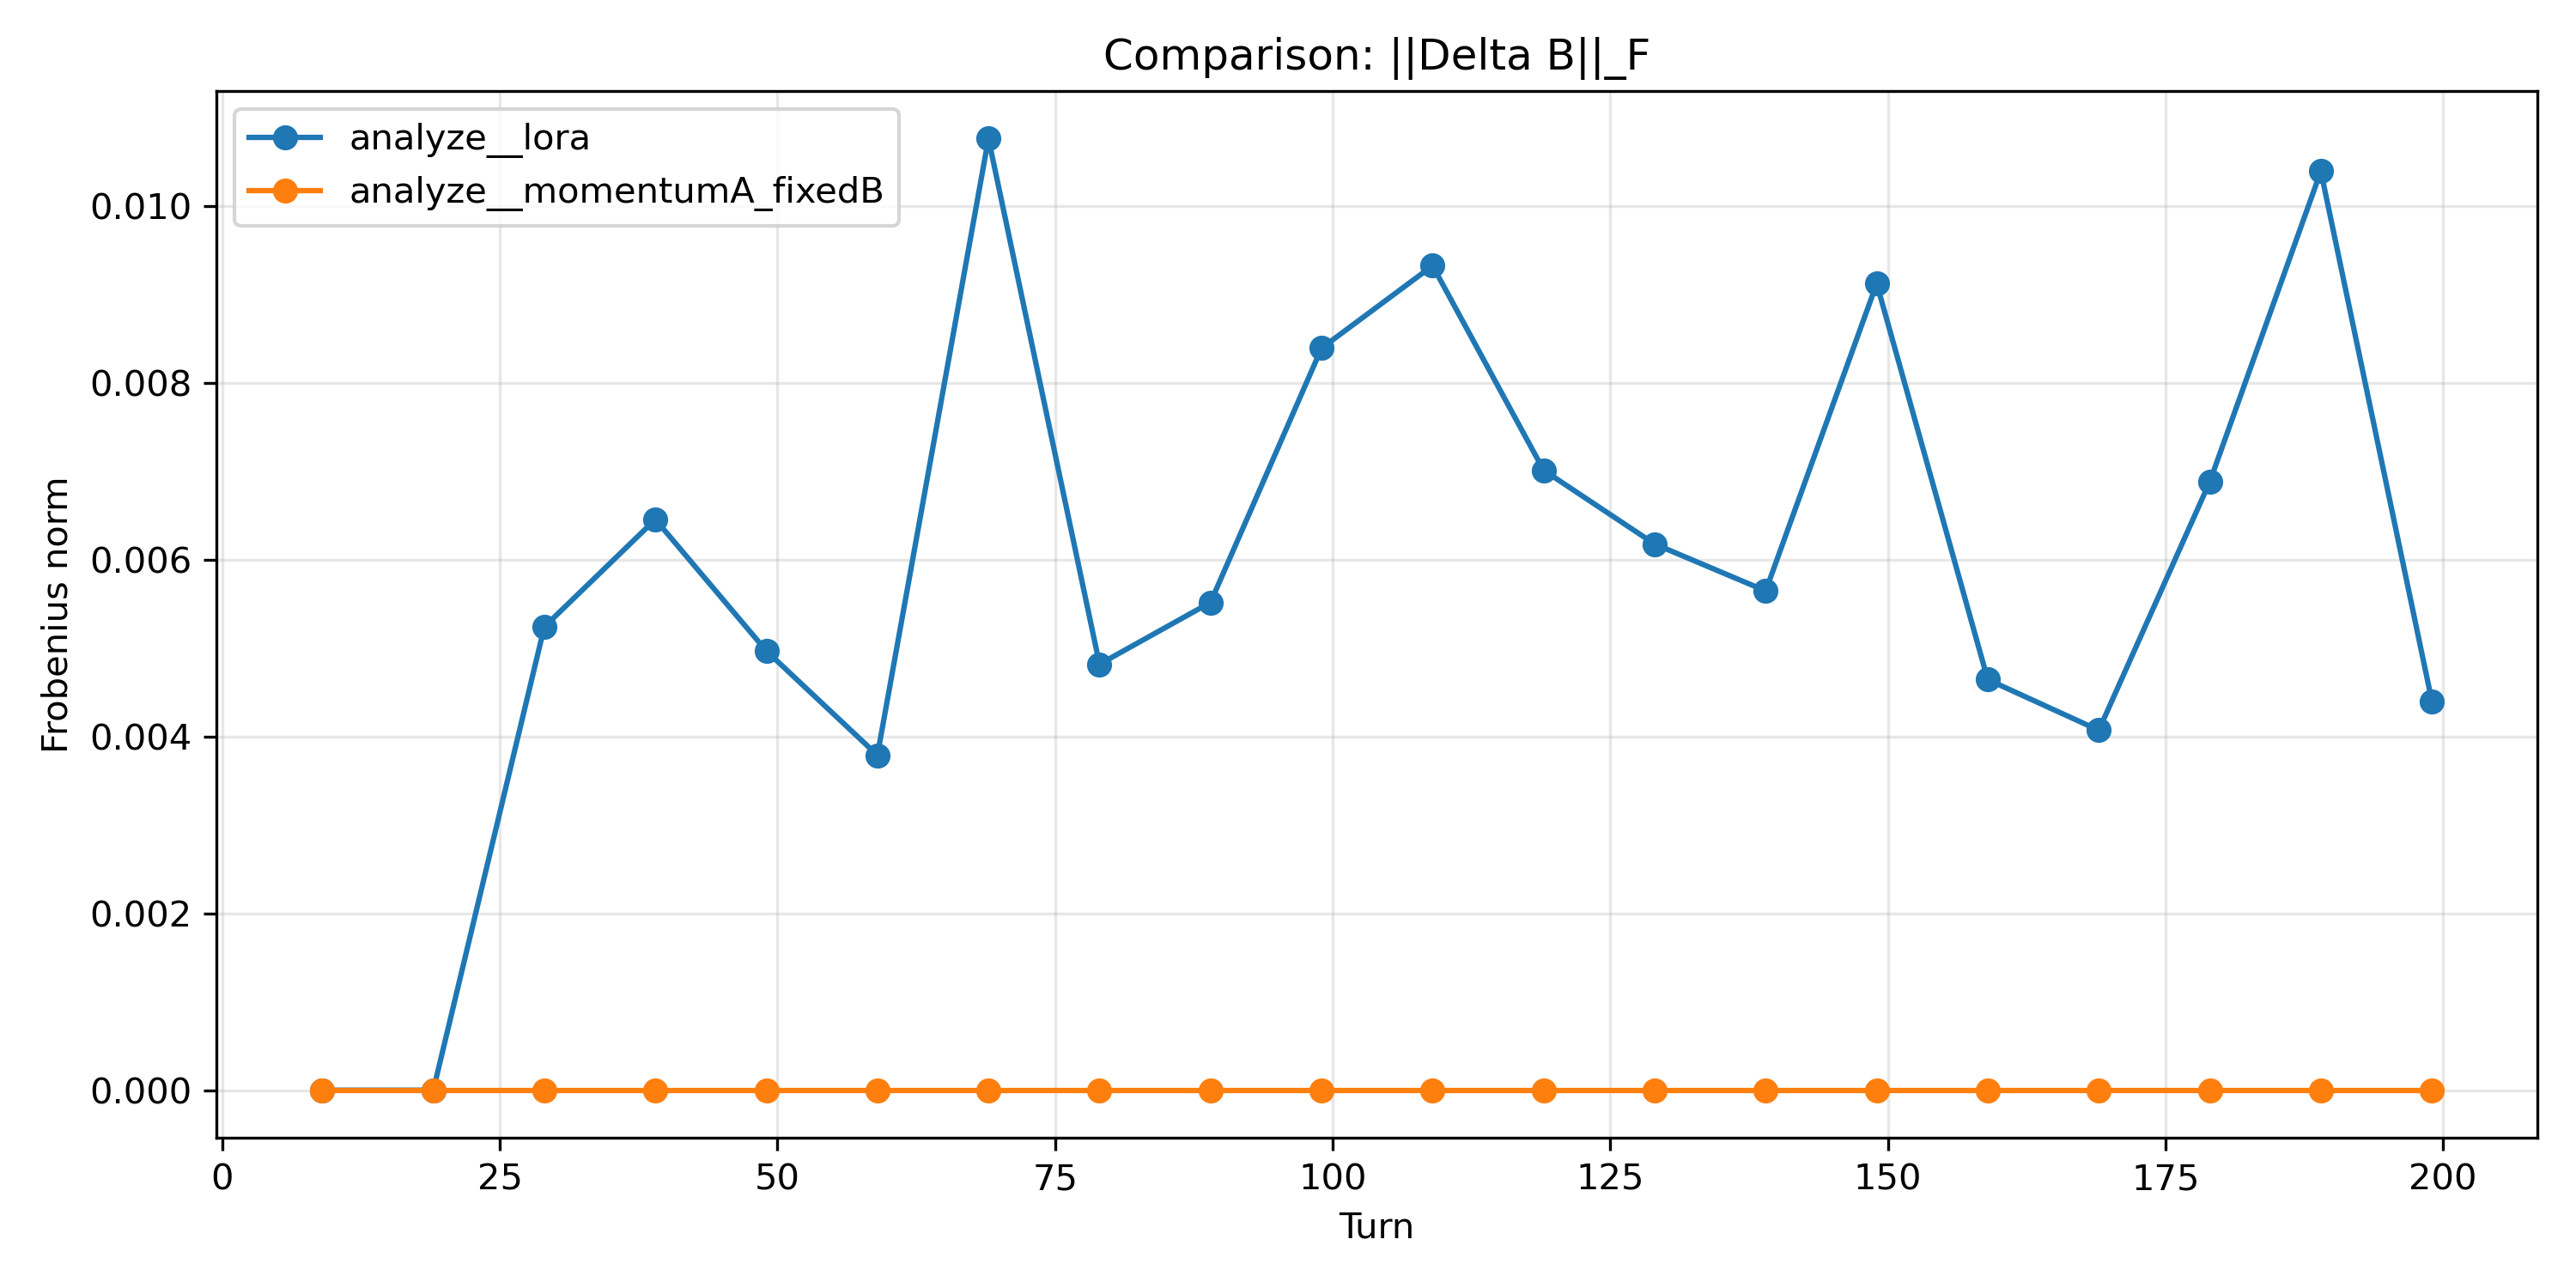 Comparison: ||Delta B||_F
analyze__lora
analyze__momentumA_fixedB
Frobenius norm
0.010
0.008
0.006
0.004
0.002
0.000
0 25 50 75 100 125 150 175 200
Turn